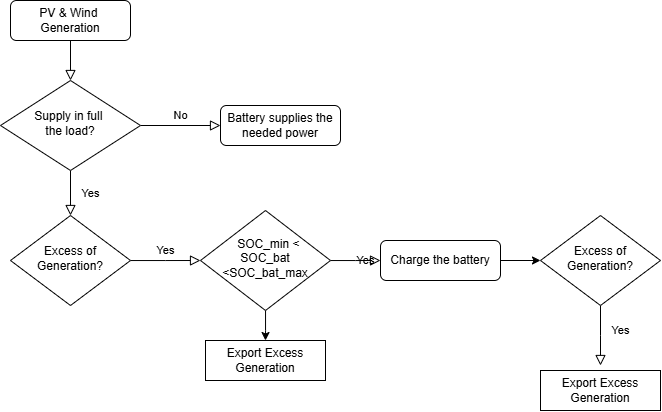 PV & Wind
Generation
Supply in full
the load?
No
Battery supplies the
needed power
Yes
Excess of
Generation?
Yes
SOC_min <
SOC_bat
<SOC_bat_max
Yes
Charge the battery
Excess of
Generation?
Export Excess
Generation
Yes
Export Excess
Generation